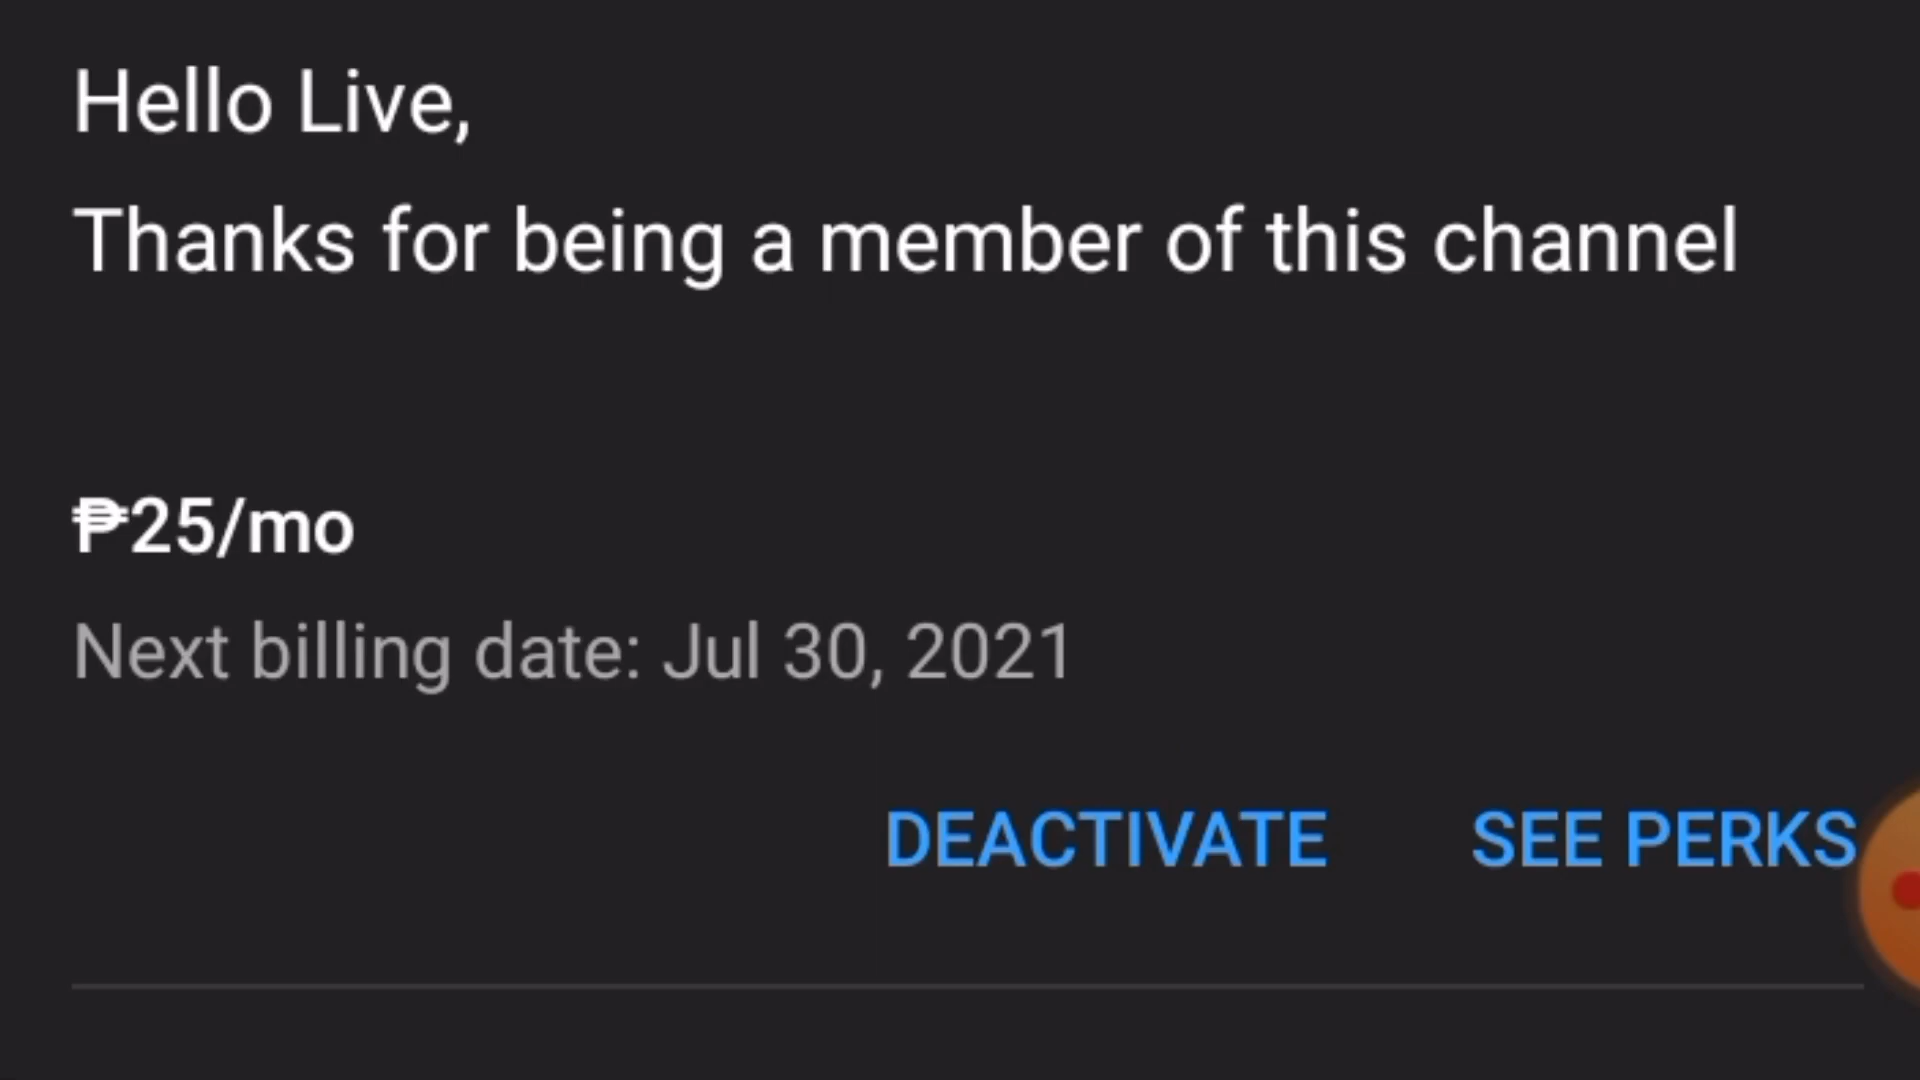 Hello Live,
Thanks for being a member of this channel
₱25/mo
Next billing date: Jul 30, 2021
DEACTIVATE SEE PERKS